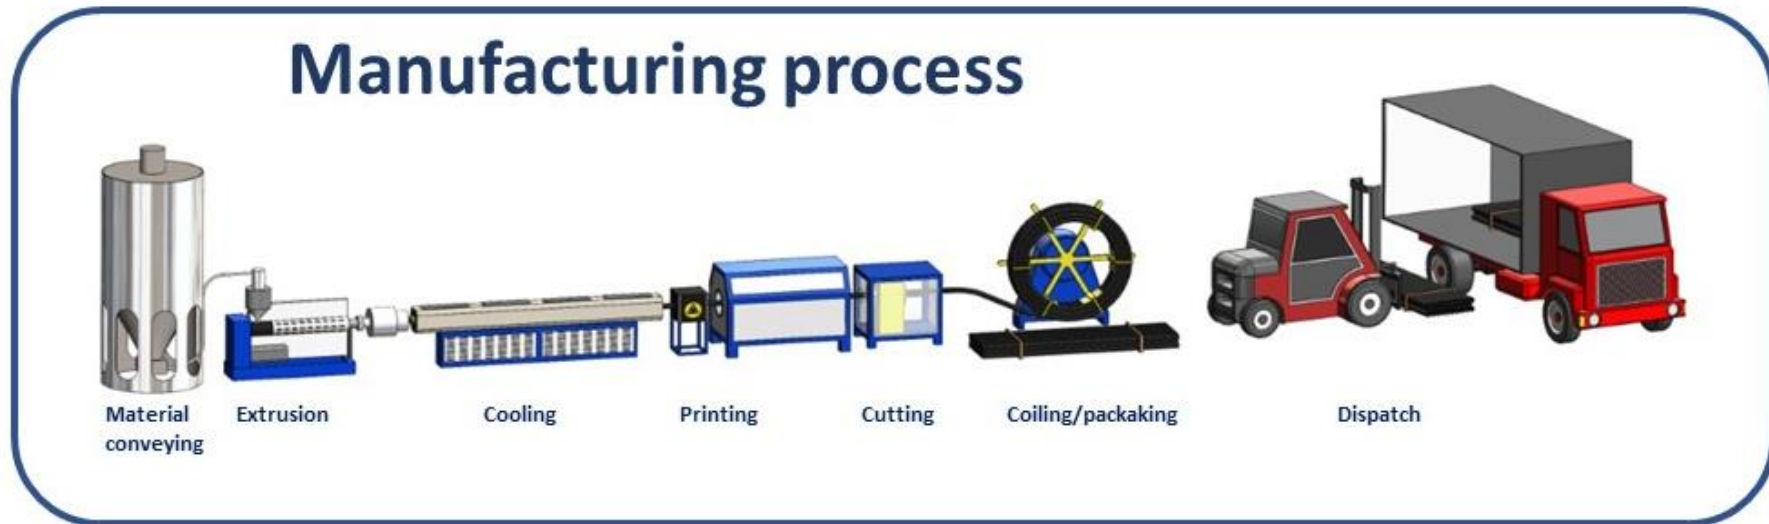 Manufacturing process
Material
conveying
Extrusion
Cooling
Printing
Cutting
Coiling/packaking
Dispatch